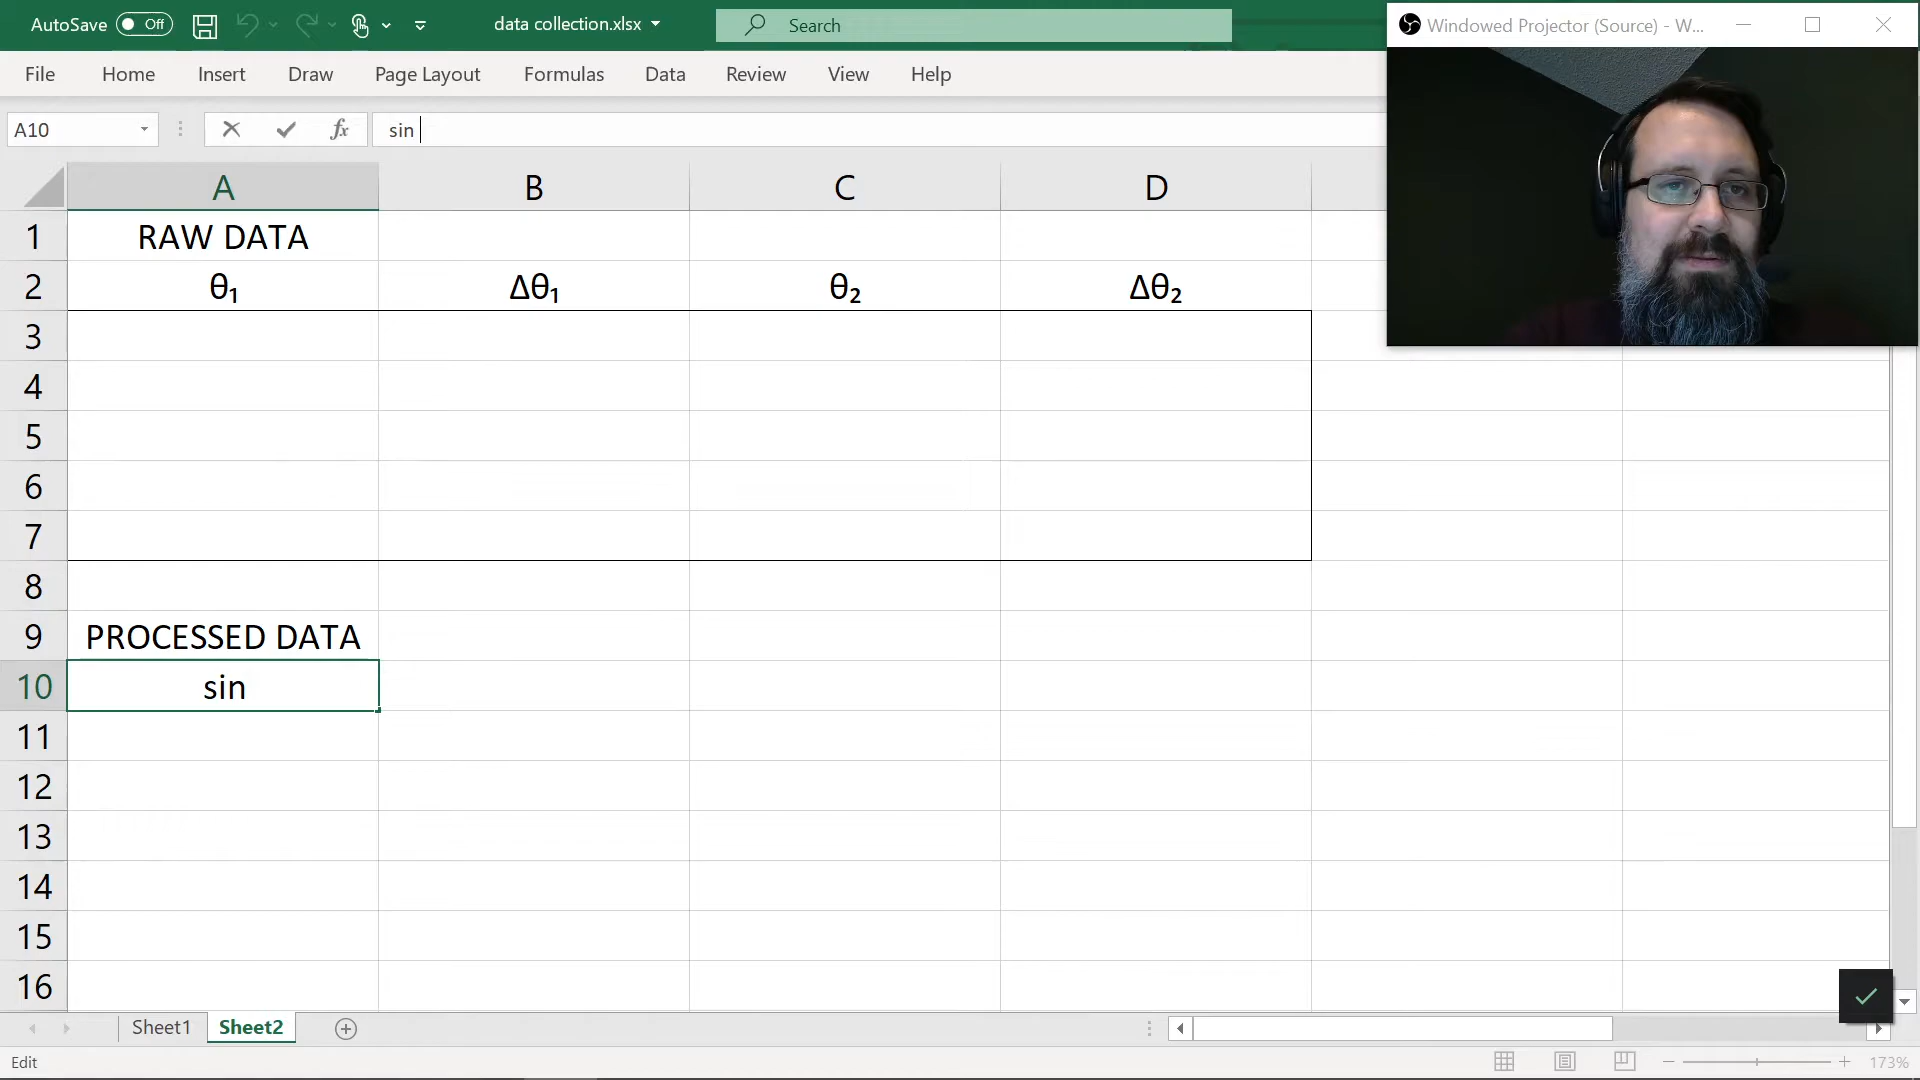 AutoSave Off data collection.xlsx Search
Windowed Projector (Source) - W...
File Home Insert Draw Page Layout Formulas Data Review View Help
A10 fx sin
A B C D
1 RAW DATA
2 θ₁ Δθ₁ θ₂ Δθ₂
3
4
5
6
7
8
9 PROCESSED DATA
10 sin
11
12
13
14
15
16
Sheet1 Sheet2
Edit 173%